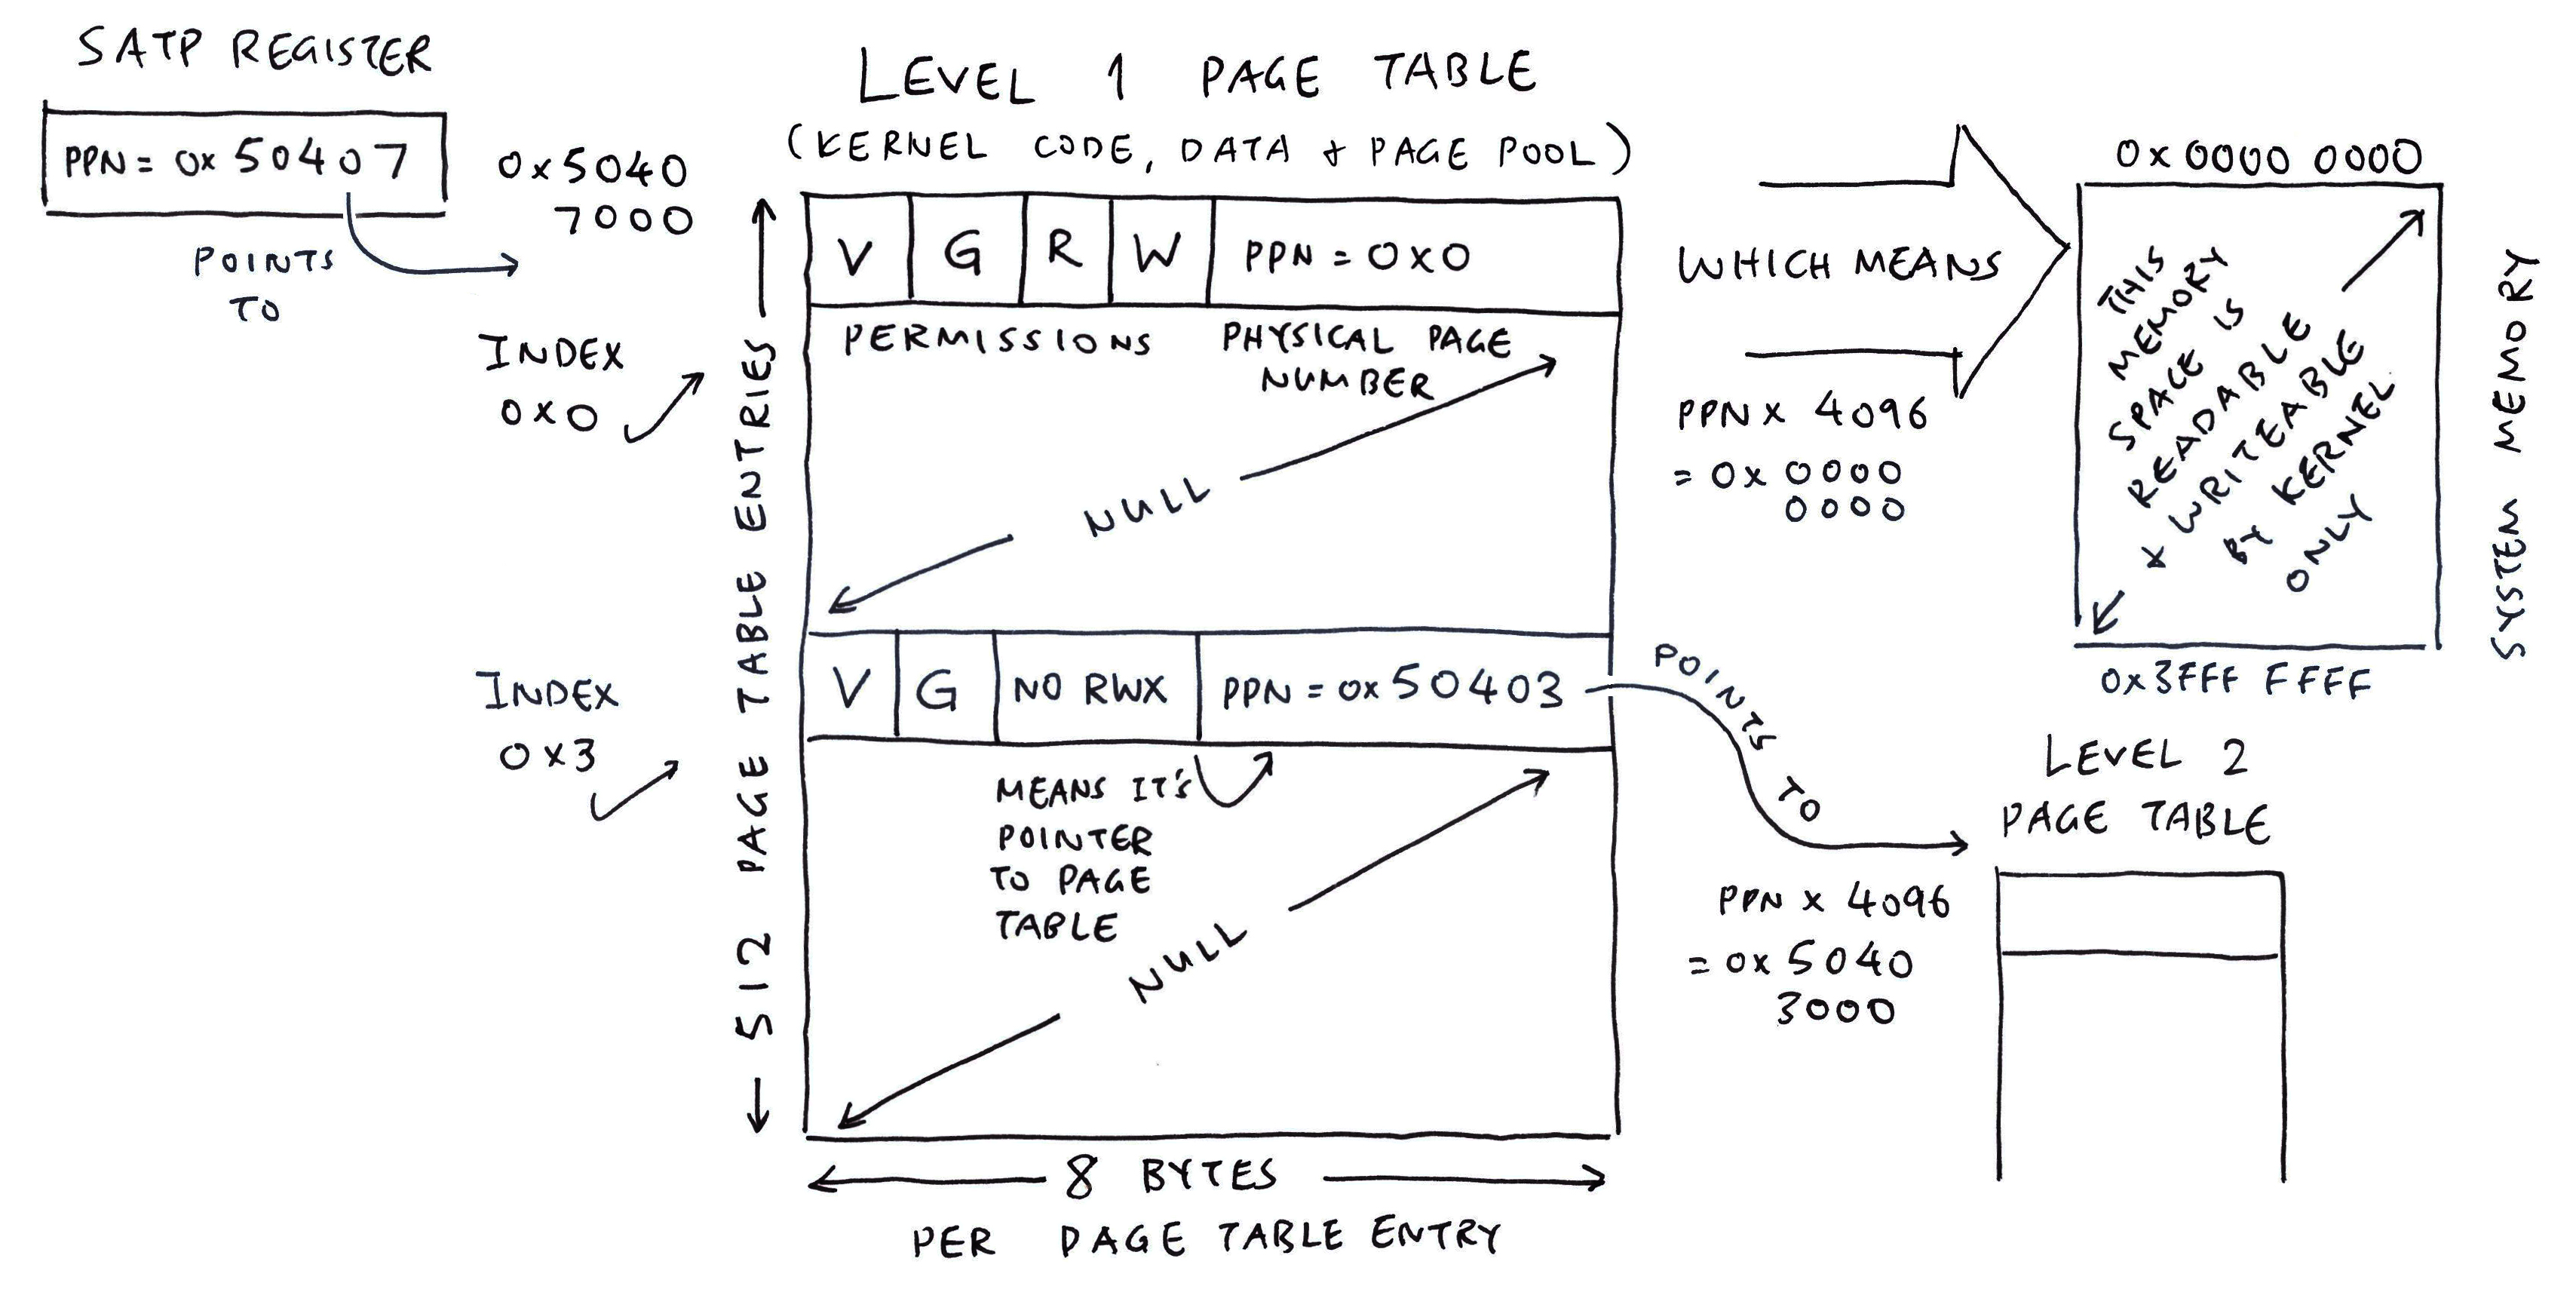 SATP REGISTER
PPN = 0x 50407
POINTS
TO
0x5040
7000
INDEX
0x0
INDEX
0x3
LEVEL 1 PAGE TABLE
(KERNEL CODE, DATA + PAGE POOL)
512 PAGE TABLE ENTRIES
V G R W PPN = 0x0
PERMISSIONS PHYSICAL PAGE
NUMBER
NULL
V G NO RWX PPN = 0x50403
MEANS IT'S
POINTER
TO PAGE
TABLE
NULL
8 BYTES
PER PAGE TABLE ENTRY
WHICH MEANS
PPN x 4096
= 0x 0000
0000
0x 0000 0000
THIS
MEMORY
SPACE IS
READABLE
+ WRITEABLE
BY KERNEL
ONLY
0x3FFF FFFF
SYSTEM MEMORY
POINTS TO
PPN x 4096
= 0x 5040
3000
LEVEL 2
PAGE TABLE